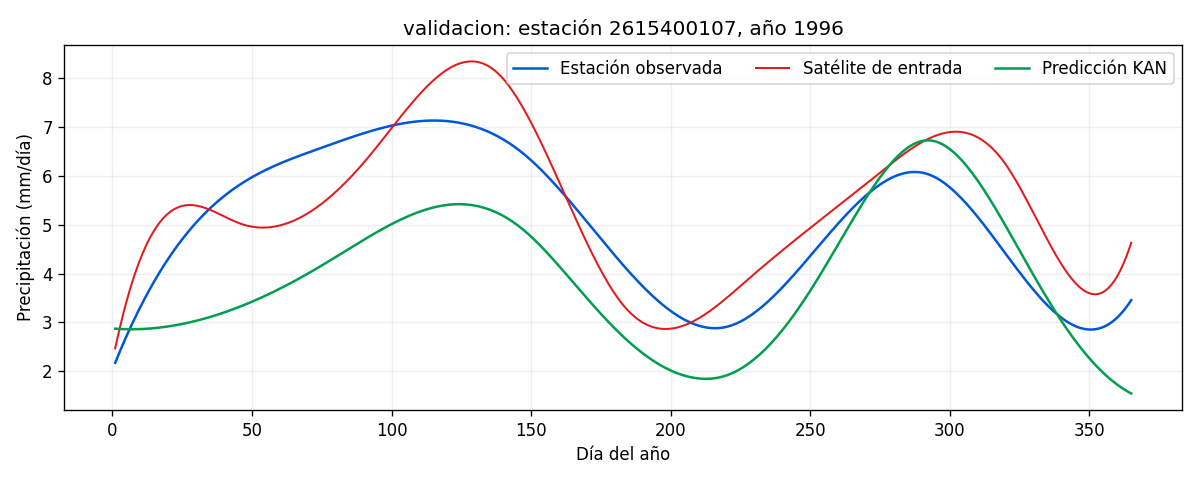 validacion: estación 2615400107, año 1996
Estación observada Satélite de entrada Predicción KAN
Precipitación (mm/día)
8
7
6
5
4
3
2
0 50 100 150 200 250 300 350
Día del año